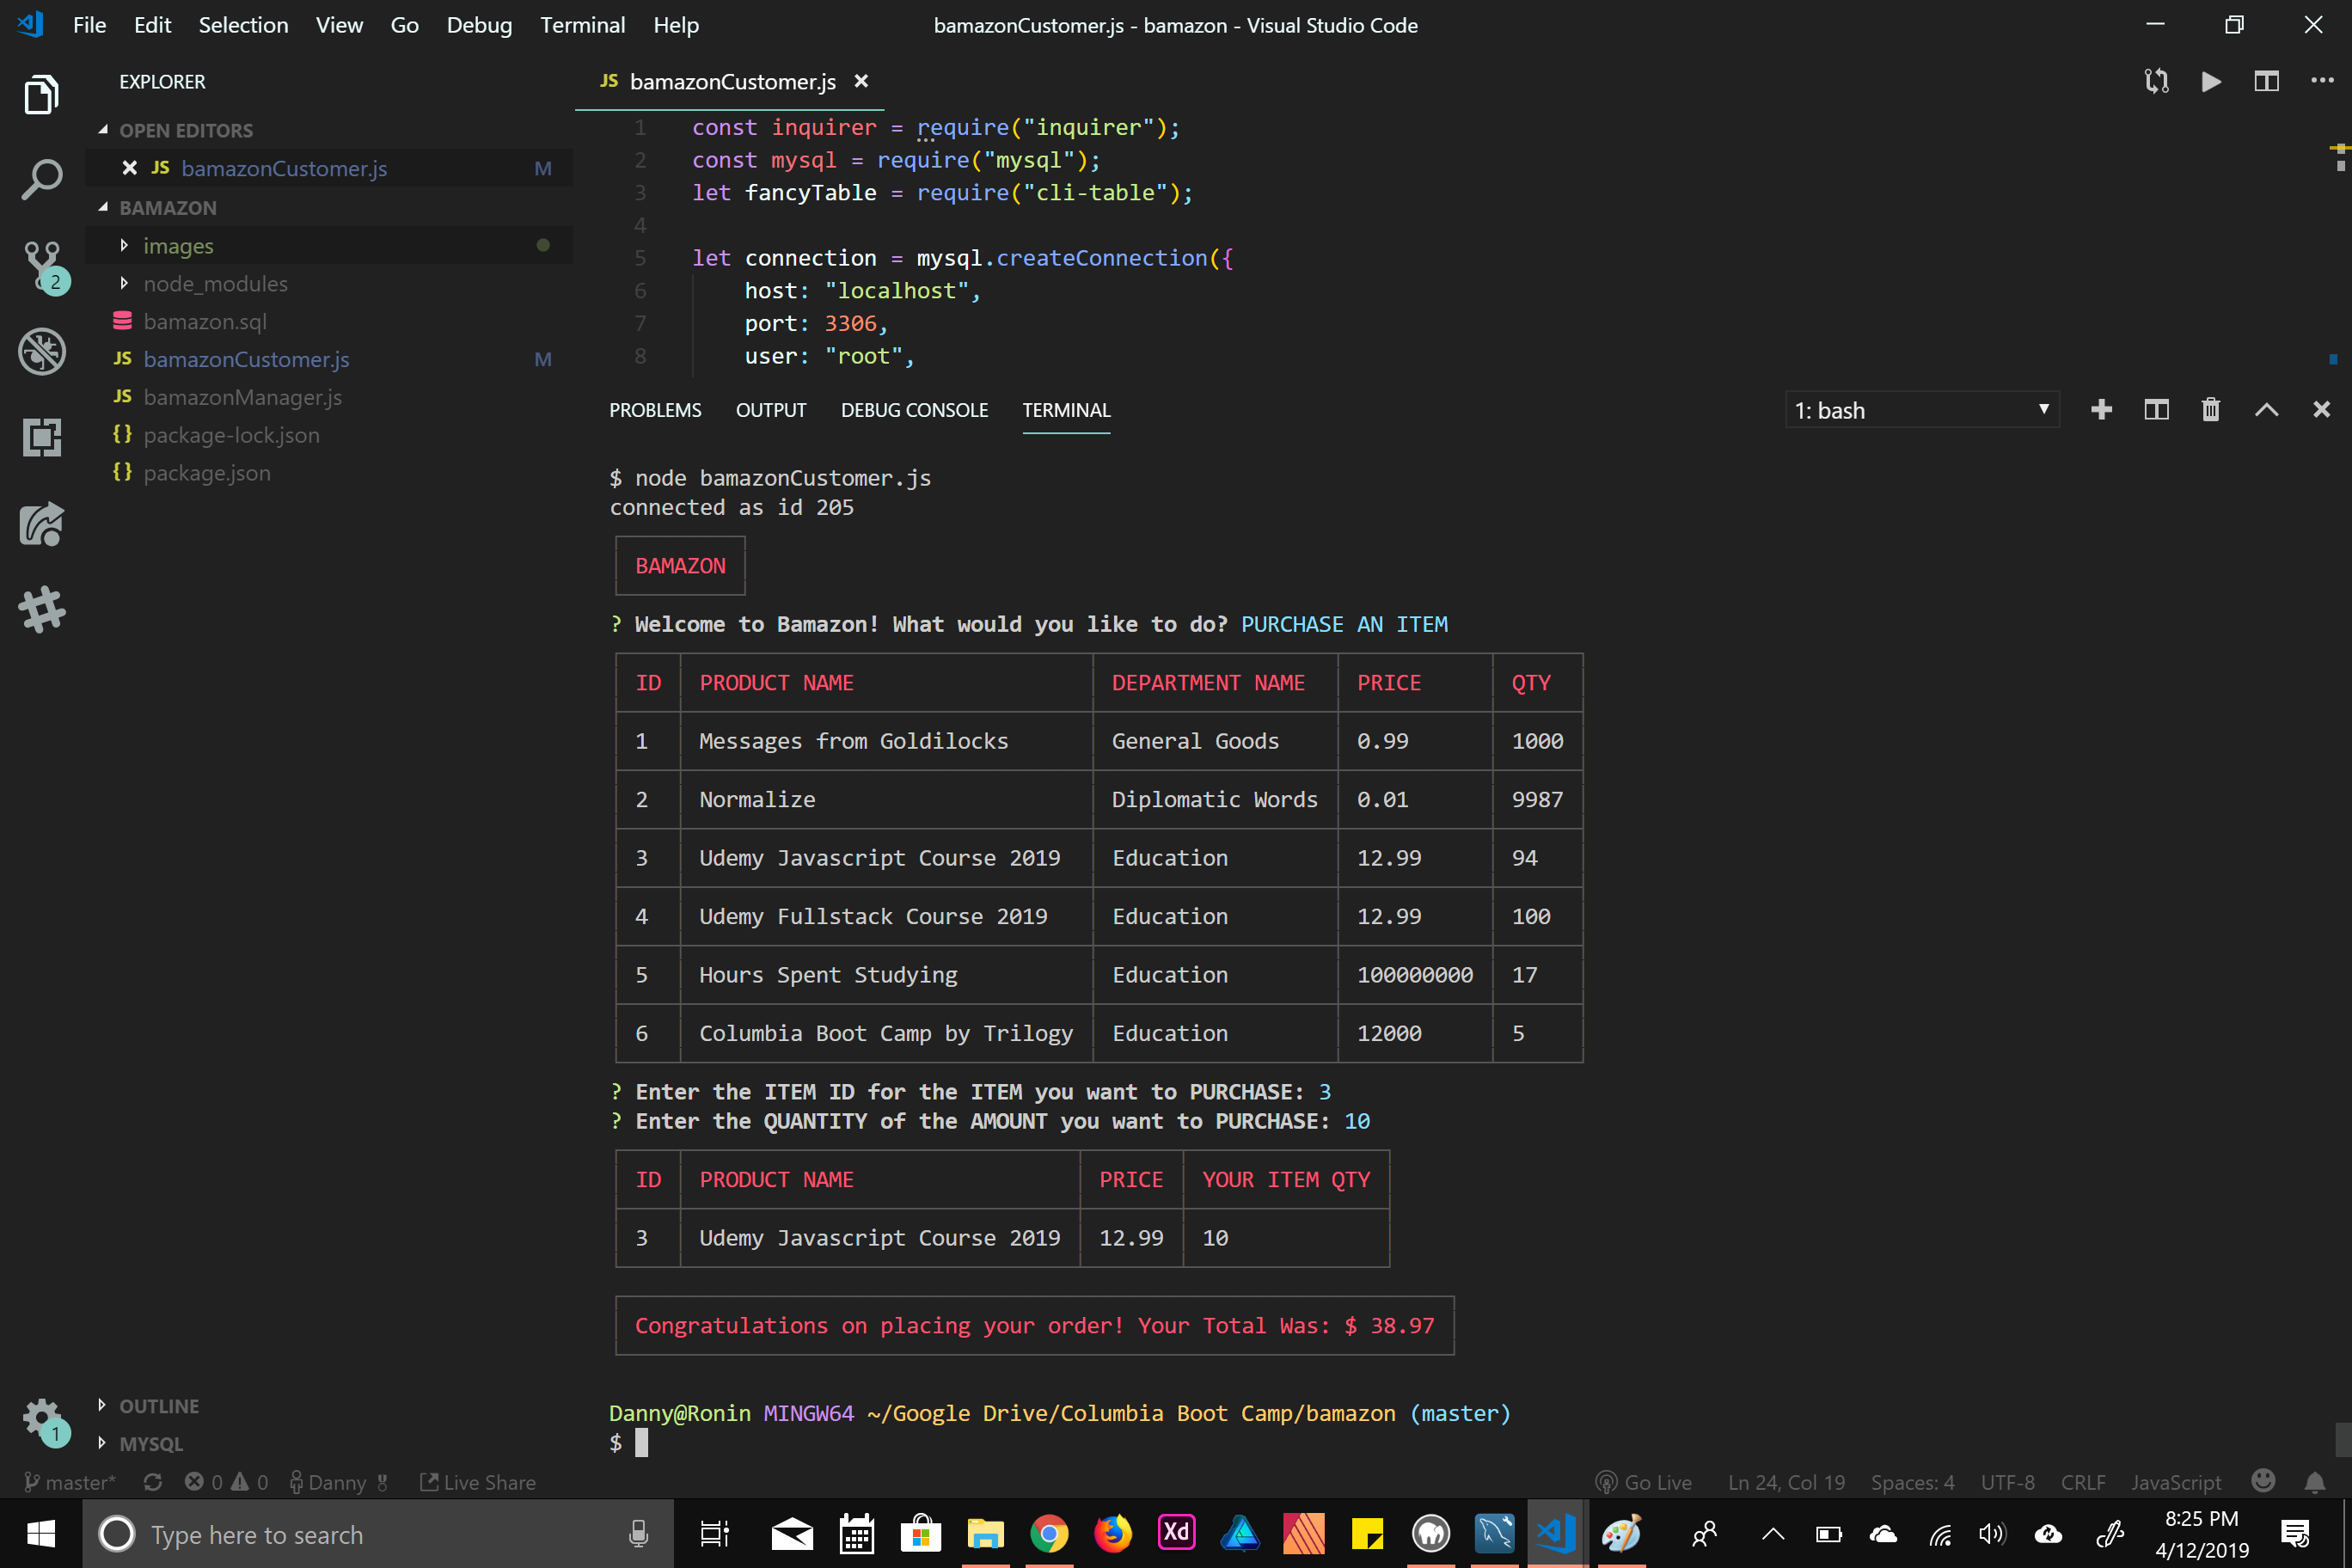 File Edit Selection View Go Debug Terminal Help
bamazonCustomer.js - bamazon - Visual Studio Code
EXPLORER
OPEN EDITORS
JS bamazonCustomer.js M
BAMAZON
images
node_modules
bamazon.sql
JS bamazonCustomer.js M
JS bamazonManager.js
{} package-lock.json
{} package.json
OUTLINE
MYSQL
2
1
JS bamazonCustomer.js
1 const inquirer = require("inquirer");
2 const mysql = require("mysql");
3 let fancyTable = require("cli-table");
4
5 let connection = mysql.createConnection({
6 host: "localhost",
7 port: 3306,
8 user: "root",
PROBLEMS OUTPUT DEBUG CONSOLE TERMINAL
1: bash
$ node bamazonCustomer.js
connected as id 205
BAMAZON
? Welcome to Bamazon! What would you like to do? PURCHASE AN ITEM
ID PRODUCT NAME DEPARTMENT NAME PRICE QTY
1 Messages from Goldilocks General Goods 0.99 1000
2 Normalize Diplomatic Words 0.01 9987
3 Udemy Javascript Course 2019 Education 12.99 94
4 Udemy Fullstack Course 2019 Education 12.99 100
5 Hours Spent Studying Education 100000000 17
6 Columbia Boot Camp by Trilogy Education 12000 5
? Enter the ITEM ID for the ITEM you want to PURCHASE: 3
? Enter the QUANTITY of the AMOUNT you want to PURCHASE: 10
ID PRODUCT NAME PRICE YOUR ITEM QTY
3 Udemy Javascript Course 2019 12.99 10
Congratulations on placing your order! Your Total Was: $ 38.97
Danny@Ronin MINGW64 ~/Google Drive/Columbia Boot Camp/bamazon (master)
$
master* 0 0 Danny Live Share
Go Live Ln 24, Col 19 Spaces: 4 UTF-8 CRLF JavaScript
Type here to search
Xd
8:25 PM
4/12/2019